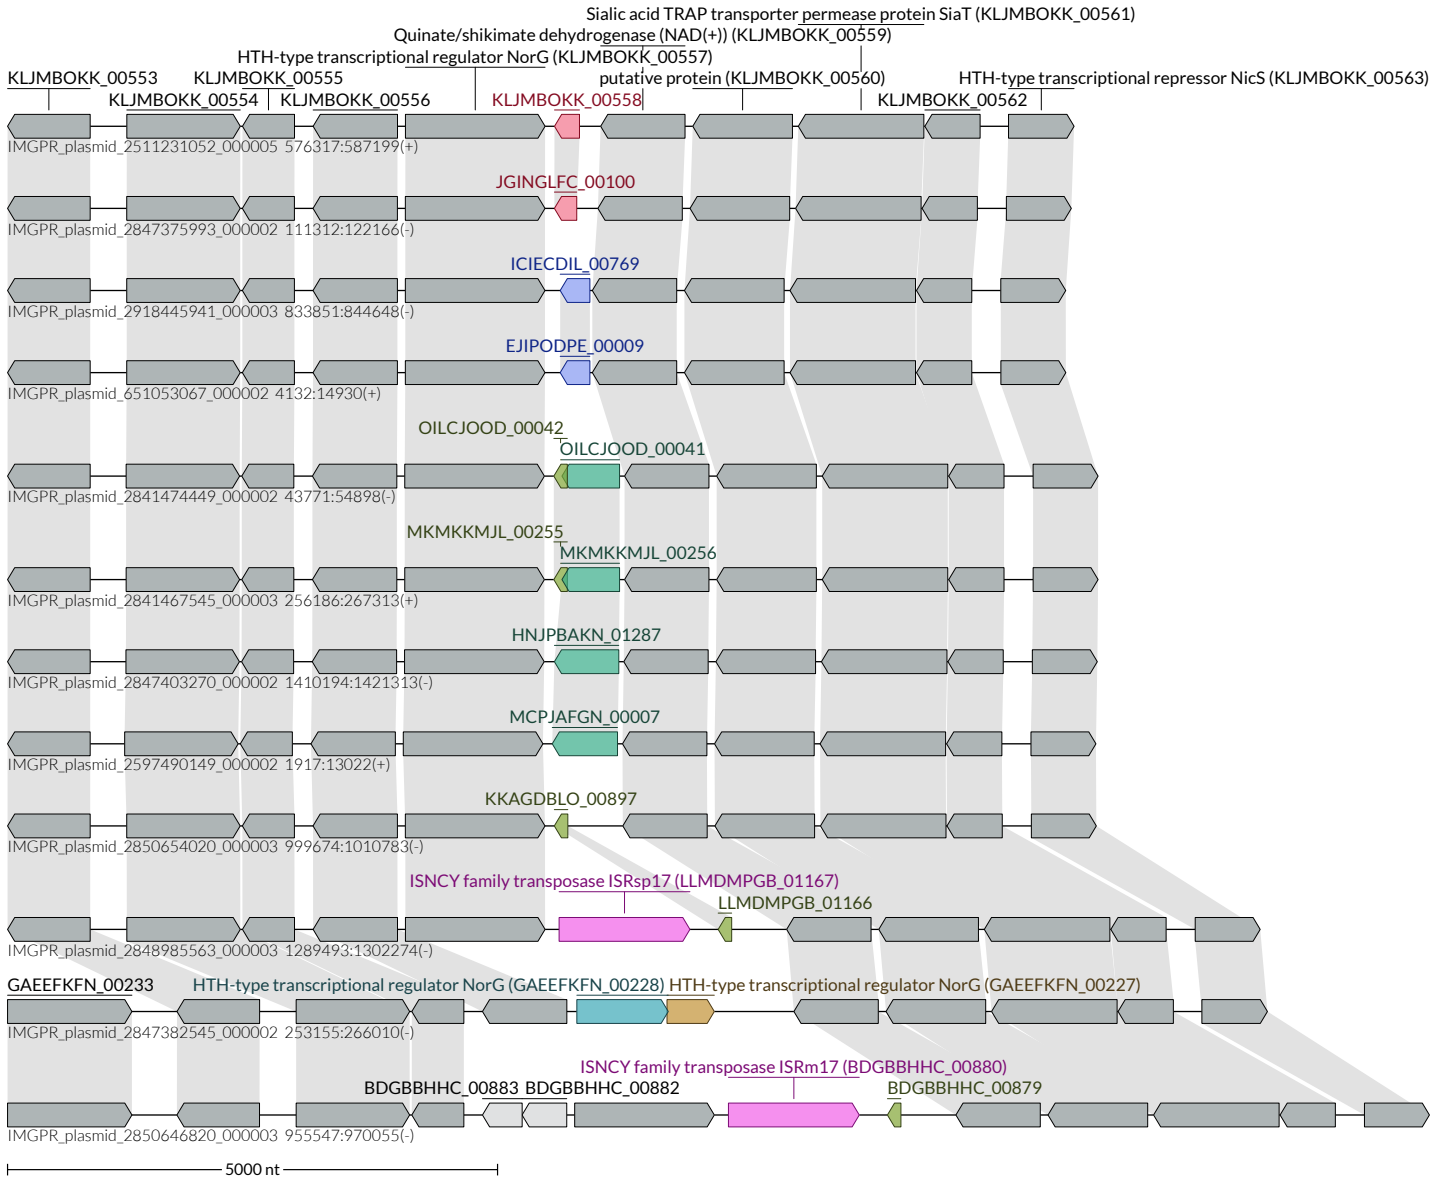 Sialic acid TRAP transporter permease protein SiaT (KLJMBOKK_00561)
Quinate/shikimate dehydrogenase (NAD(+)) (KLJMBOKK_00559)
HTH-type transcriptional regulator NorG (KLJMBOKK_00557)
KLJMBOKK_00553 KLJMBOKK_00555 putative protein (KLJMBOKK_00560) HTH-type transcriptional repressor NicS (KLJMBOKK_00563)
KLJMBOKK_00554 KLJMBOKK_00556 KLJMBOKK_00558 KLJMBOKK_00562
IMGPR_plasmid_2511231052_000005 576317:587199(+)
JGINGLFC_00100
IMGPR_plasmid_2847375993_000002 111312:122166(-)
ICIECDIL_00769
IMGPR_plasmid_2918445941_000003 833851:844648(-)
EJIPODPE_00009
IMGPR_plasmid_651053067_000002 4132:14930(+)
OILCJOOD_00042
OILCJOOD_00041
IMGPR_plasmid_2841474449_000002 43771:54898(-)
MKMKKMJL_00255
MKMKKMJL_00256
IMGPR_plasmid_2841467545_000003 256186:267313(+)
HNJPBAKN_01287
IMGPR_plasmid_2847403270_000002 1410194:1421313(-)
MCPJAFGN_00007
IMGPR_plasmid_2597490149_000002 1917:13022(+)
KKAGDBLO_00897
IMGPR_plasmid_2850654020_000003 999674:1010783(-)
ISNCY family transposase ISRsp17 (LLMDMPGB_01167)
LLMDMPGB_01166
IMGPR_plasmid_2848985563_000003 1289493:1302274(-)
GAEEFKFN_00233 HTH-type transcriptional regulator NorG (GAEEFKFN_00228) HTH-type transcriptional regulator NorG (GAEEFKFN_00227)
IMGPR_plasmid_2847382545_000002 253155:266010(-)
ISNCY family transposase ISRm17 (BDGBBHHC_00880)
BDGBBHHC_00883 BDGBBHHC_00882 BDGBBHHC_00879
IMGPR_plasmid_2850646820_000003 955547:970055(-)
5000 nt